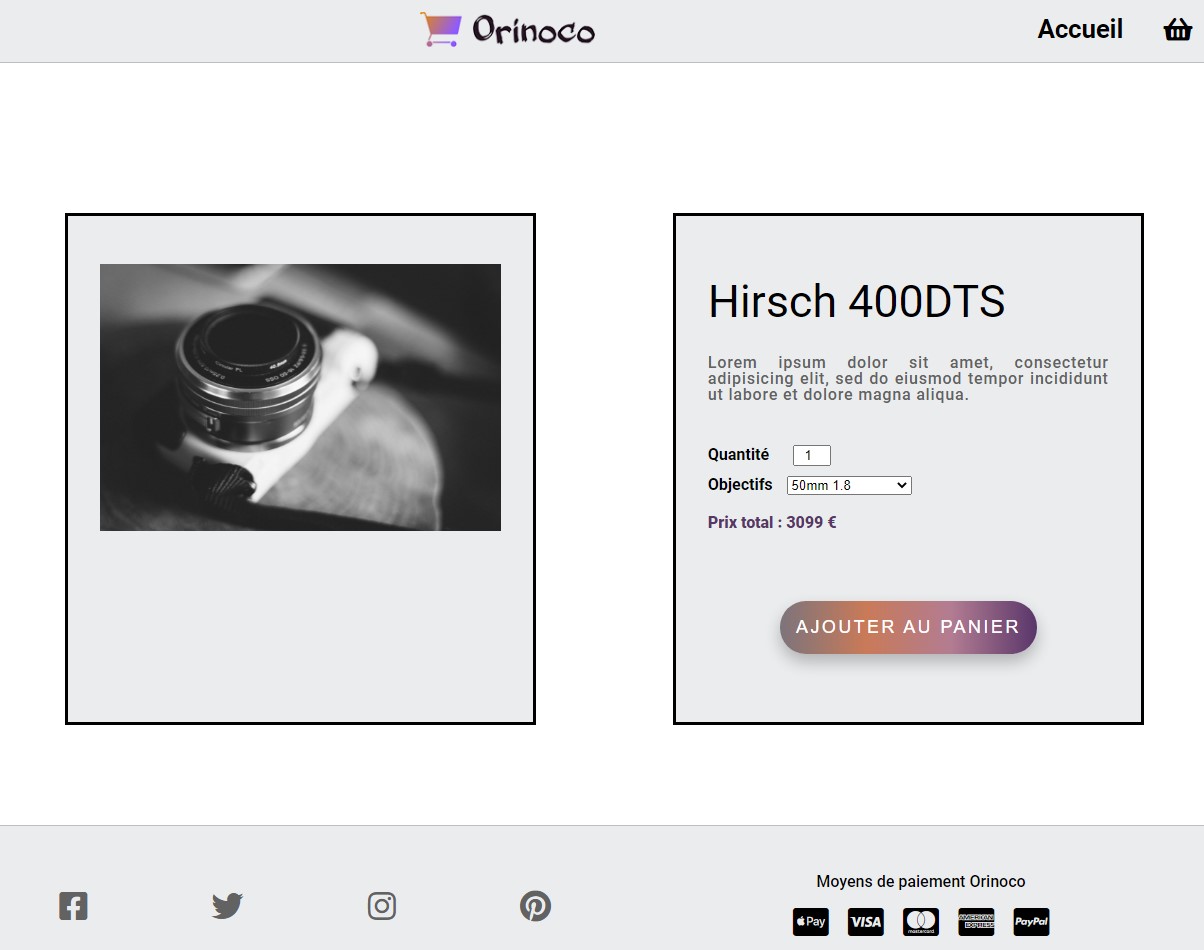 Orinoco
Accueil
Hirsch 400DTS
Lorem ipsum dolor sit amet, consectetur
adipisicing elit, sed do eiusmod tempor incididunt
ut labore et dolore magna aliqua.
Quantité 1
Objectifs 50mm 1.8
Prix total : 3099 €
AJOUTER AU PANIER
Moyens de paiement Orinoco
Pay VISA mastercard AMERICAN EXPRESS PayPal